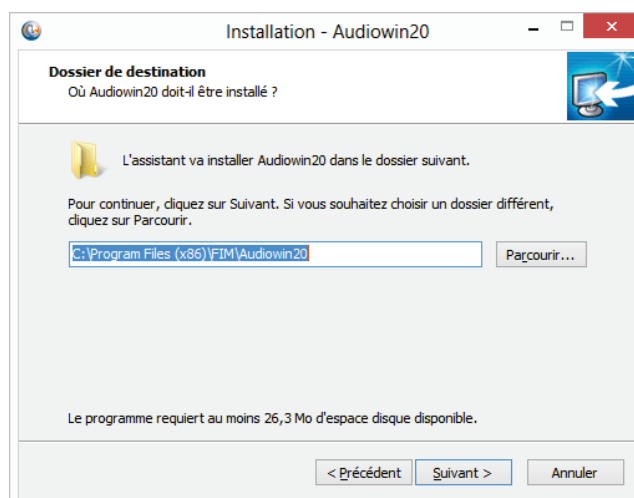 Installation - Audiowin20
Dossier de destination
Où Audiowin20 doit-il être installé ?
L'assistant va installer Audiowin20 dans le dossier suivant.
Pour continuer, cliquez sur Suivant. Si vous souhaitez choisir un dossier différent,
cliquez sur Parcourir.
C:\Program Files (x86)\FIM\Audiowin20
Parcourir...
Le programme requiert au moins 26,3 Mo d'espace disque disponible.
< Précédent
Suivant >
Annuler